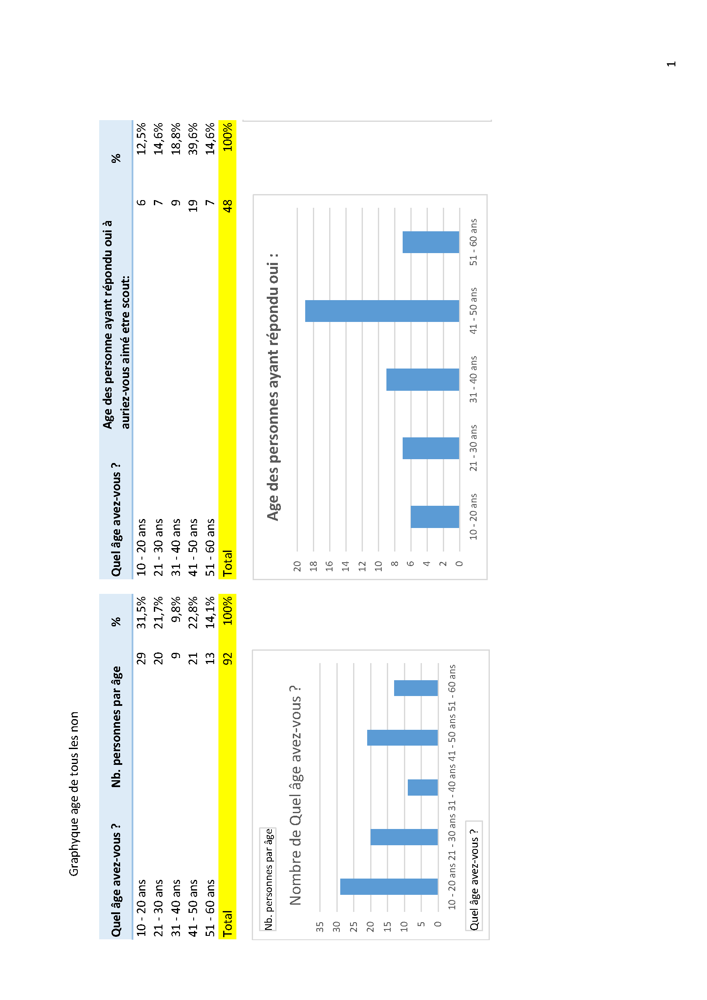 Graphyque age de tous les non
Quel âge avez-vous ? Nb. personnes par âge %
10 - 20 ans 29 31,5%
21 - 30 ans 20 21,7%
31 - 40 ans 9 9,8%
41 - 50 ans 21 22,8%
51 - 60 ans 13 14,1%
Total 92 100%
Nb. personnes par âge
Nombre de Quel âge avez-vous ?
35
30
25
20
15
10
5
0
10 - 20 ans 21 - 30 ans 31 - 40 ans 41 - 50 ans 51 - 60 ans
Quel âge avez-vous ?
Quel âge avez-vous ? Age des personne ayant répondu oui à %
auriez-vous aimé etre scout:
10 - 20 ans 6 12,5%
21 - 30 ans 7 14,6%
31 - 40 ans 9 18,8%
41 - 50 ans 19 39,6%
51 - 60 ans 7 14,6%
Total 48 100%
Age des personnes ayant répondu oui :
20
18
16
14
12
10
8
6
4
2
0
10 - 20 ans 21 - 30 ans 31 - 40 ans 41 - 50 ans 51 - 60 ans
1